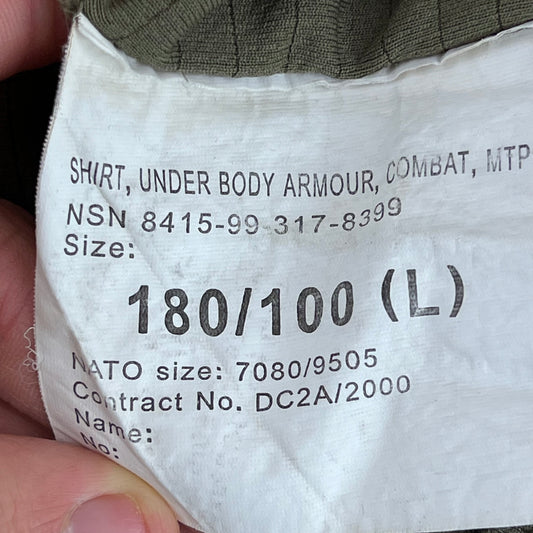 SHIRT, UNDER BODY ARMOUR, COMBAT, MTP
NSN 8415-99-317-8399
Size:
180/100 (L)
NATO size: 7080/9505
Contract No. DC2A/2000
Name:
No: